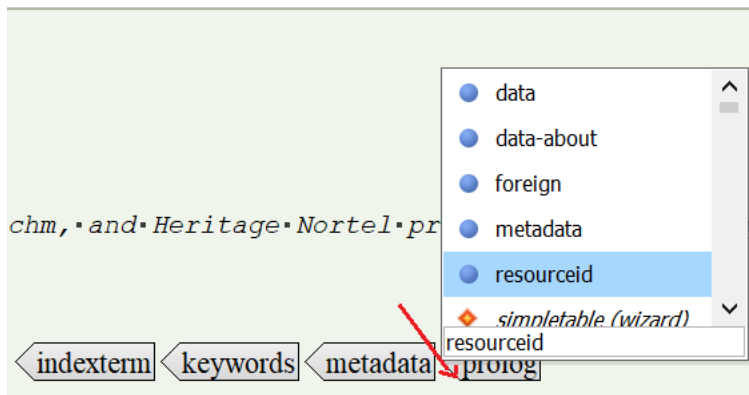 data
data-about
foreign
metadata
chm, and Heritage Nortel pr
resourceid
simpletable (wizard)
resourceid
indexterm keywords metadata prolog